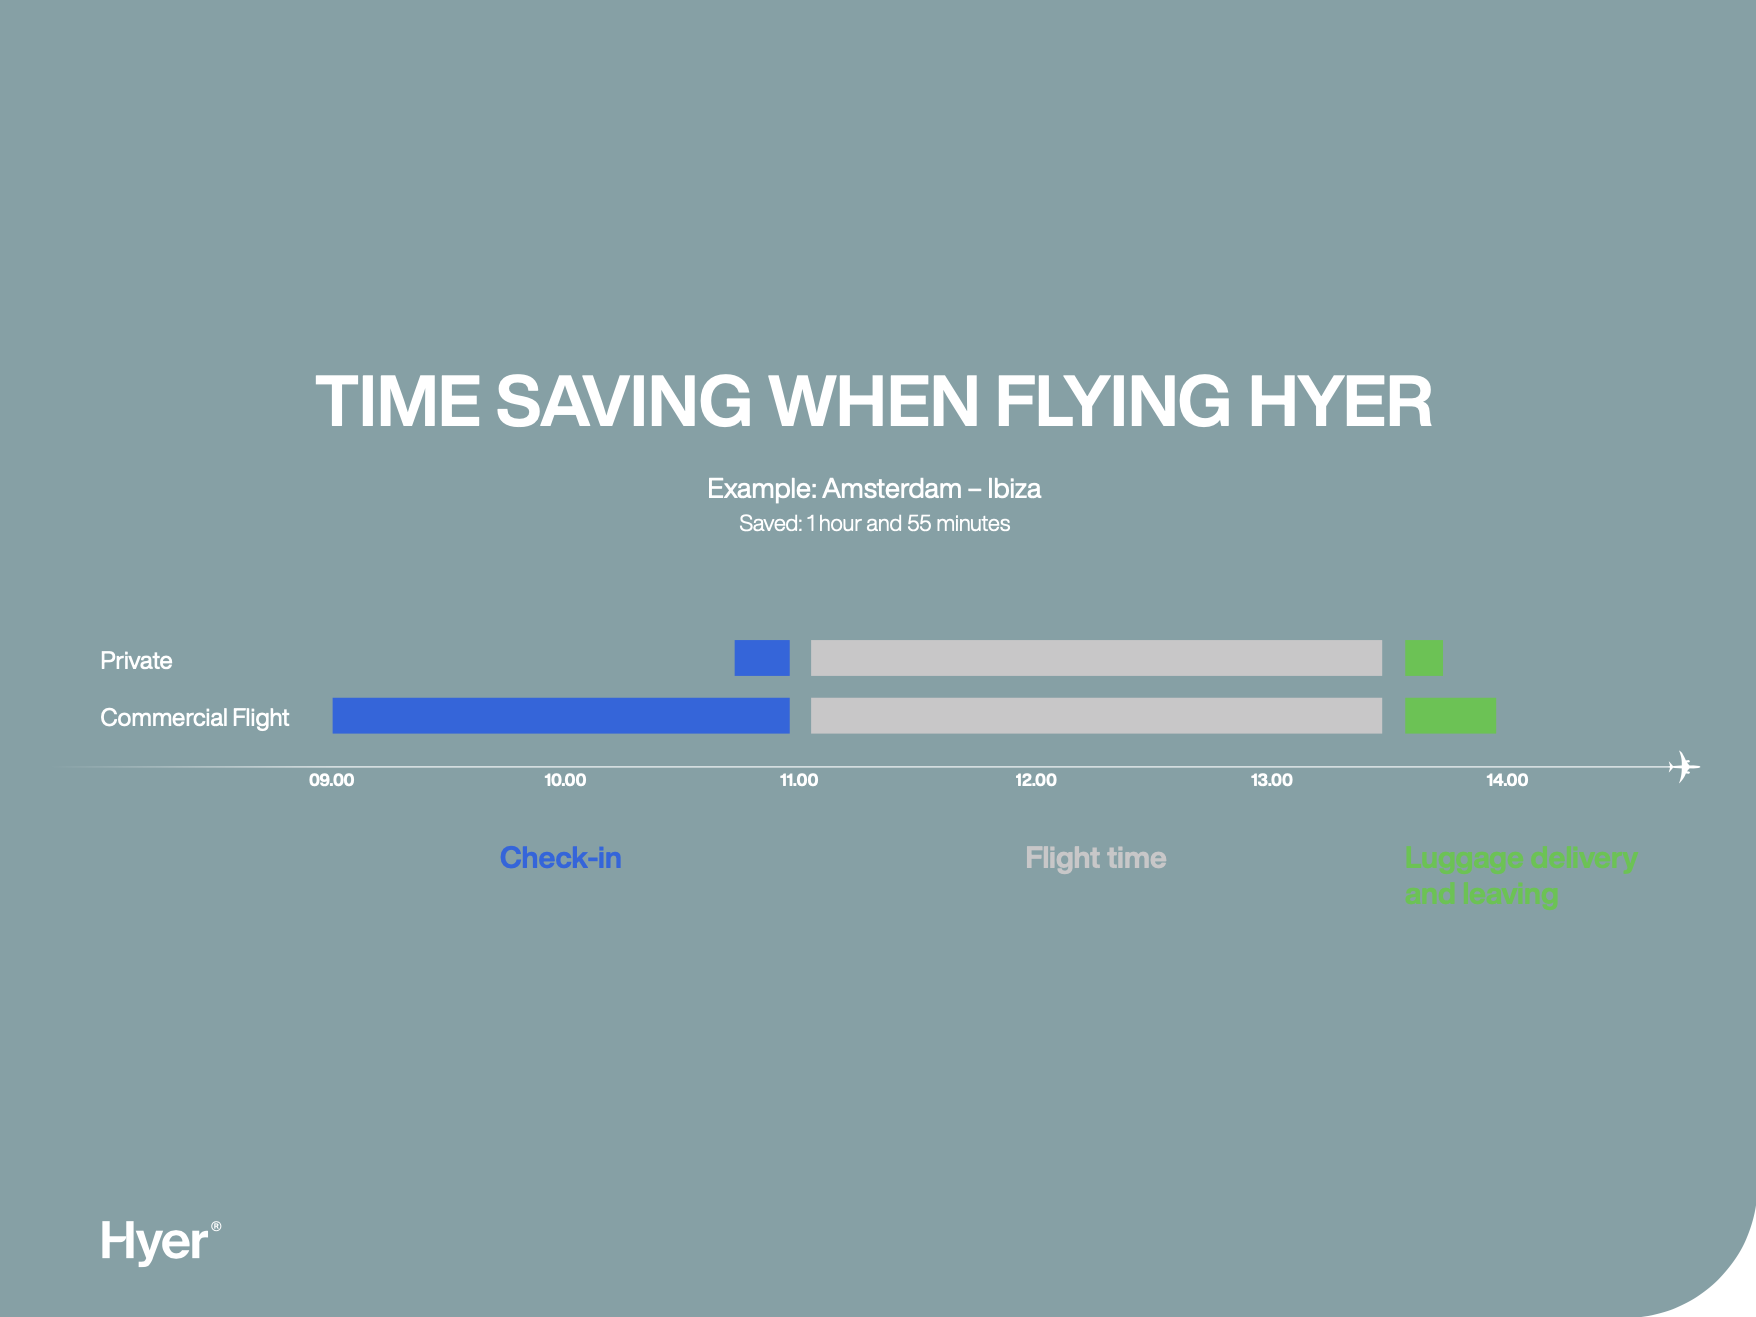 TIME SAVING WHEN FLYING HYER
Example: Amsterdam – Ibiza
Saved: 1 hour and 55 minutes
Private
Commercial Flight
09.00 10.00 11.00 12.00 13.00 14.00
Check-in Flight time Luggage delivery
and leaving
Hyer®